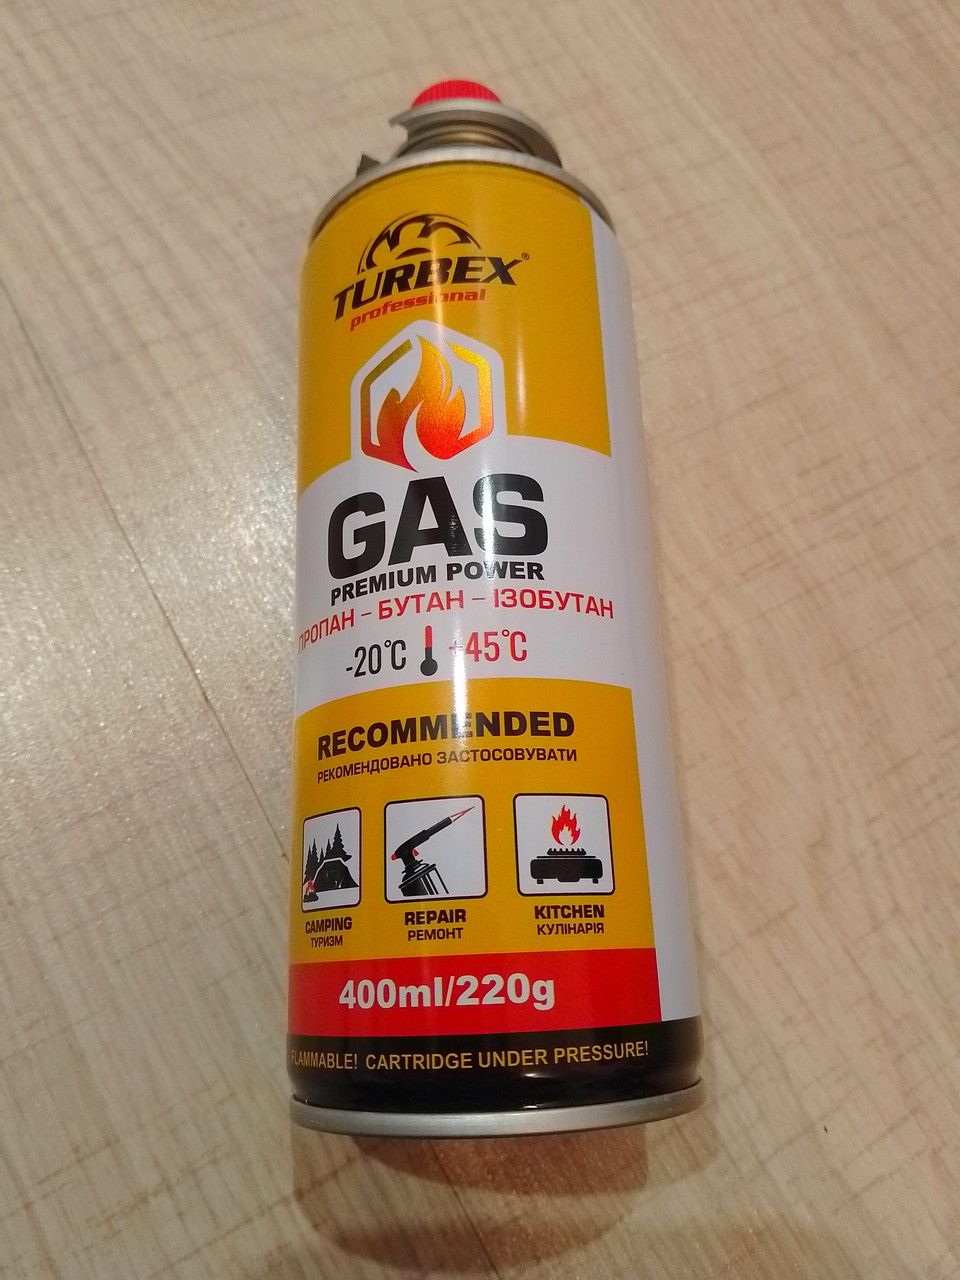 TURBEX®
professional
GAS
PREMIUM POWER
ПРОПАН – БУТАН – ІЗОБУТАН
-20°C +45°C
RECOMMENDED
РЕКОМЕНДОВАНО ЗАСТОСОВУВАТИ
CAMPING
ТУРИЗМ
REPAIR
РЕМОНТ
KITCHEN
КУЛІНАРІЯ
400ml/220g
FLAMMABLE! CARTRIDGE UNDER PRESSURE!